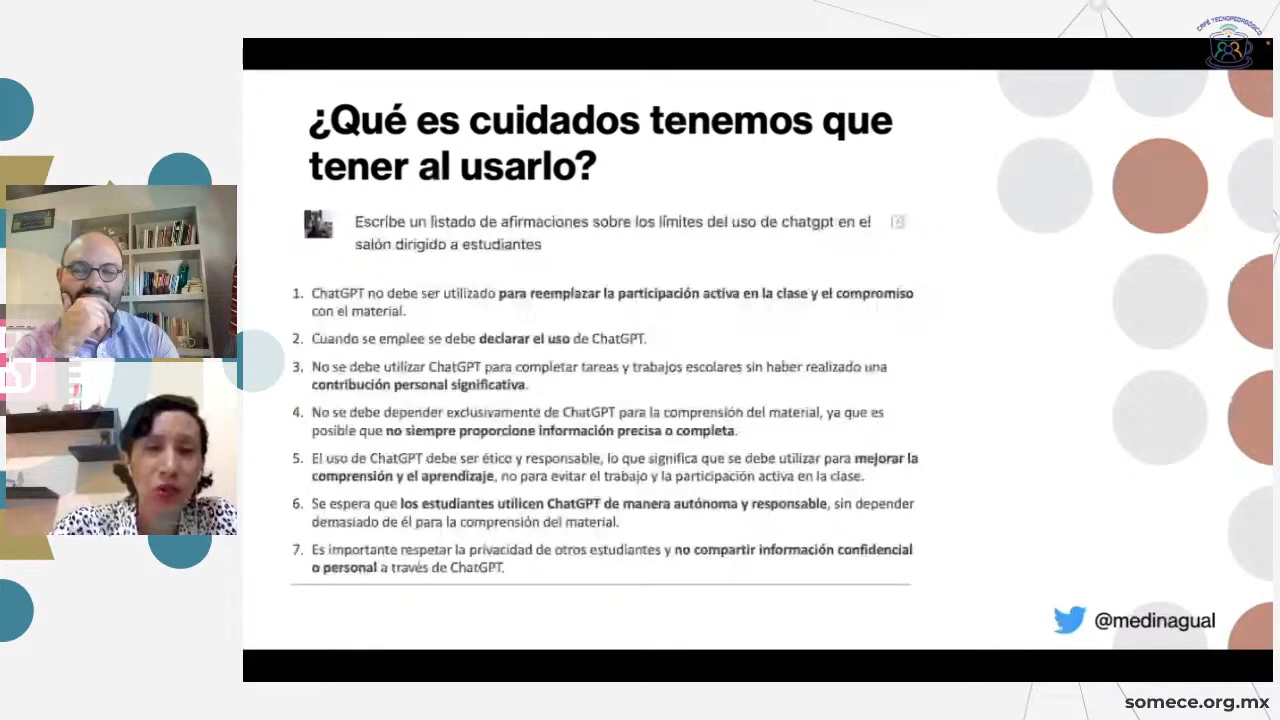 CAFÉ TECNOPEDAGÓGICO
¿Qué es cuidados tenemos que
tener al usarlo?
Escribe un listado de afirmaciones sobre los límites del uso de chatgpt en el
salón dirigido a estudiantes
1. ChatGPT no debe ser utilizado para reemplazar la participación activa en la clase y el compromiso
con el material.
2. Cuando se emplee se debe declarar el uso de ChatGPT.
3. No se debe utilizar ChatGPT para completar tareas y trabajos escolares sin haber realizado una
contribución personal significativa.
4. No se debe depender exclusivamente de ChatGPT para la comprensión del material, ya que es
posible que no siempre proporcione información precisa o completa.
5. El uso de ChatGPT debe ser ético y responsable, lo que significa que se debe utilizar para mejorar la
comprensión y el aprendizaje, no para evitar el trabajo y la participación activa en la clase.
6. Se espera que los estudiantes utilicen ChatGPT de manera autónoma y responsable, sin depender
demasiado de él para la comprensión del material.
7. Es importante respetar la privacidad de otros estudiantes y no compartir información confidencial
o personal a través de ChatGPT.
@medinagual
somece.org.mx